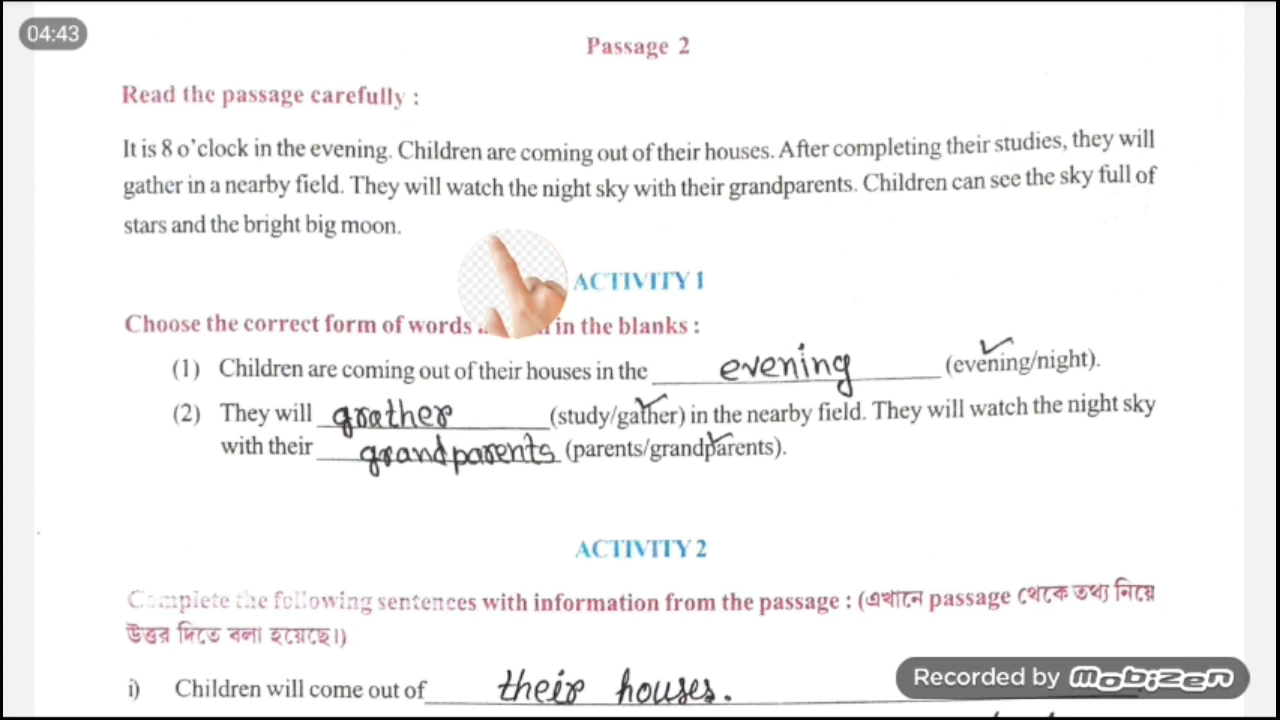 04:43
Passage 2
Read the passage carefully :
It is 8 o'clock in the evening. Children are coming out of their houses. After completing their studies, they will
gather in a nearby field. They will watch the night sky with their grandparents. Children can see the sky full of
stars and the bright big moon.
ACTIVITY 1
Choose the correct form of words in the blanks :
(1) Children are coming out of their houses in the evening (evening/night).
(2) They will grather (study/gather) in the nearby field. They will watch the night sky
with their grandparents (parents/grandparents).
ACTIVITY 2
Complete the following sentences with information from the passage : (এখানে passage থেকে তথ্য নিয়ে
উত্তর দিতে বলা হয়েছে।)
i) Children will come out of their houses.
Recorded by mobizen